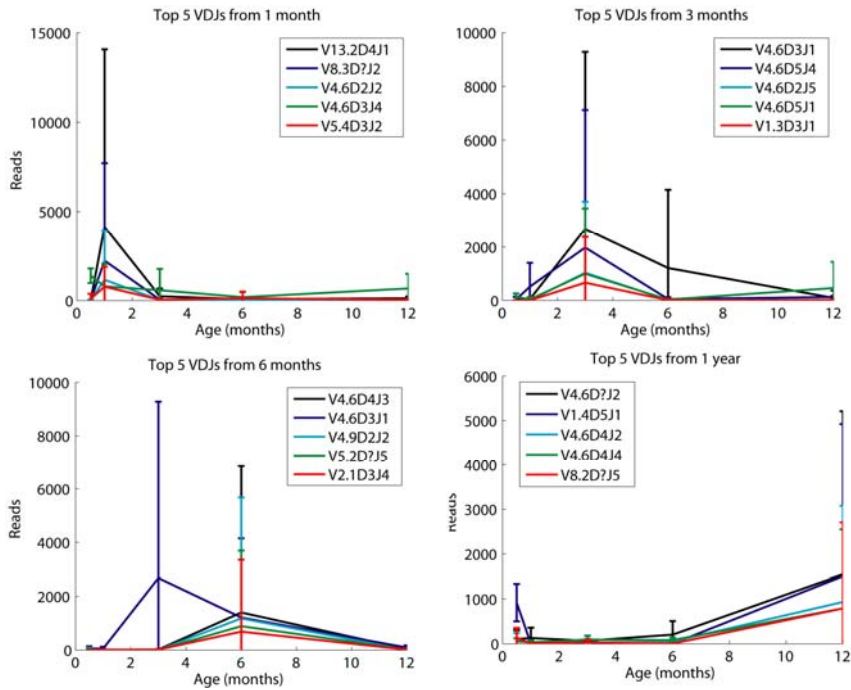 Top 5 VDJs from 1 month
15000
10000
5000
0
Reads
0 2 4 6 8 10 12
Age (months)
V13.2D4J1
V8.3D?J2
V4.6D2J2
V4.6D3J4
V5.4D3J2
Top 5 VDJs from 3 months
10000
8000
6000
4000
2000
0
0 2 4 6 8 10 12
Age (months)
V4.6D3J1
V4.6D5J4
V4.6D2J5
V4.6D5J1
V1.3D3J1
Top 5 VDJs from 6 months
10000
8000
6000
4000
2000
0
Reads
0 2 4 6 8 10 12
Age (months)
V4.6D4J3
V4.6D3J1
V4.9D2J2
V5.2D?J5
V2.1D3J4
Top 5 VDJs from 1 year
6000
5000
4000
3000
2000
1000
0
Reads
0 2 4 6 8 10 12
Age (months)
V4.6D?J2
V1.4D5J1
V4.6D4J2
V4.6D4J4
V8.2D?J5